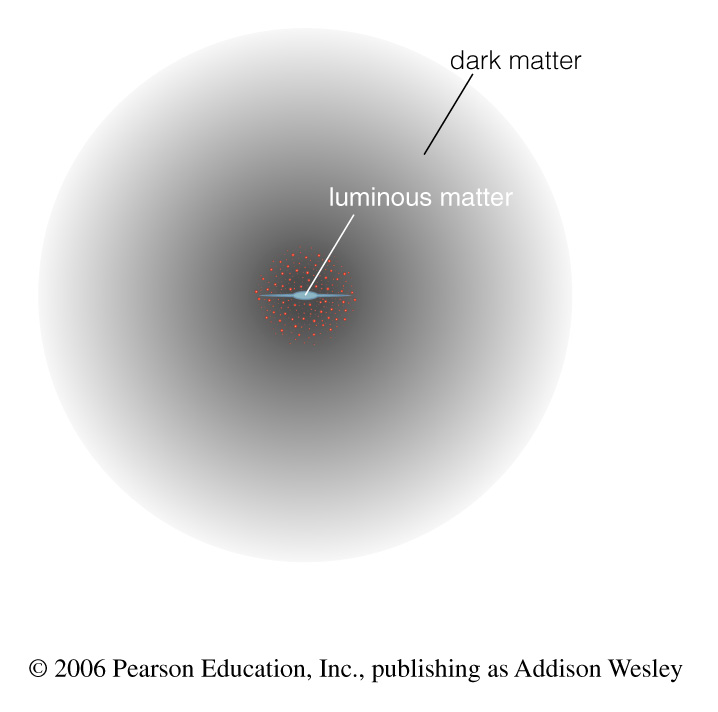 dark matter
luminous matter
© 2006 Pearson Education, Inc., publishing as Addison Wesley